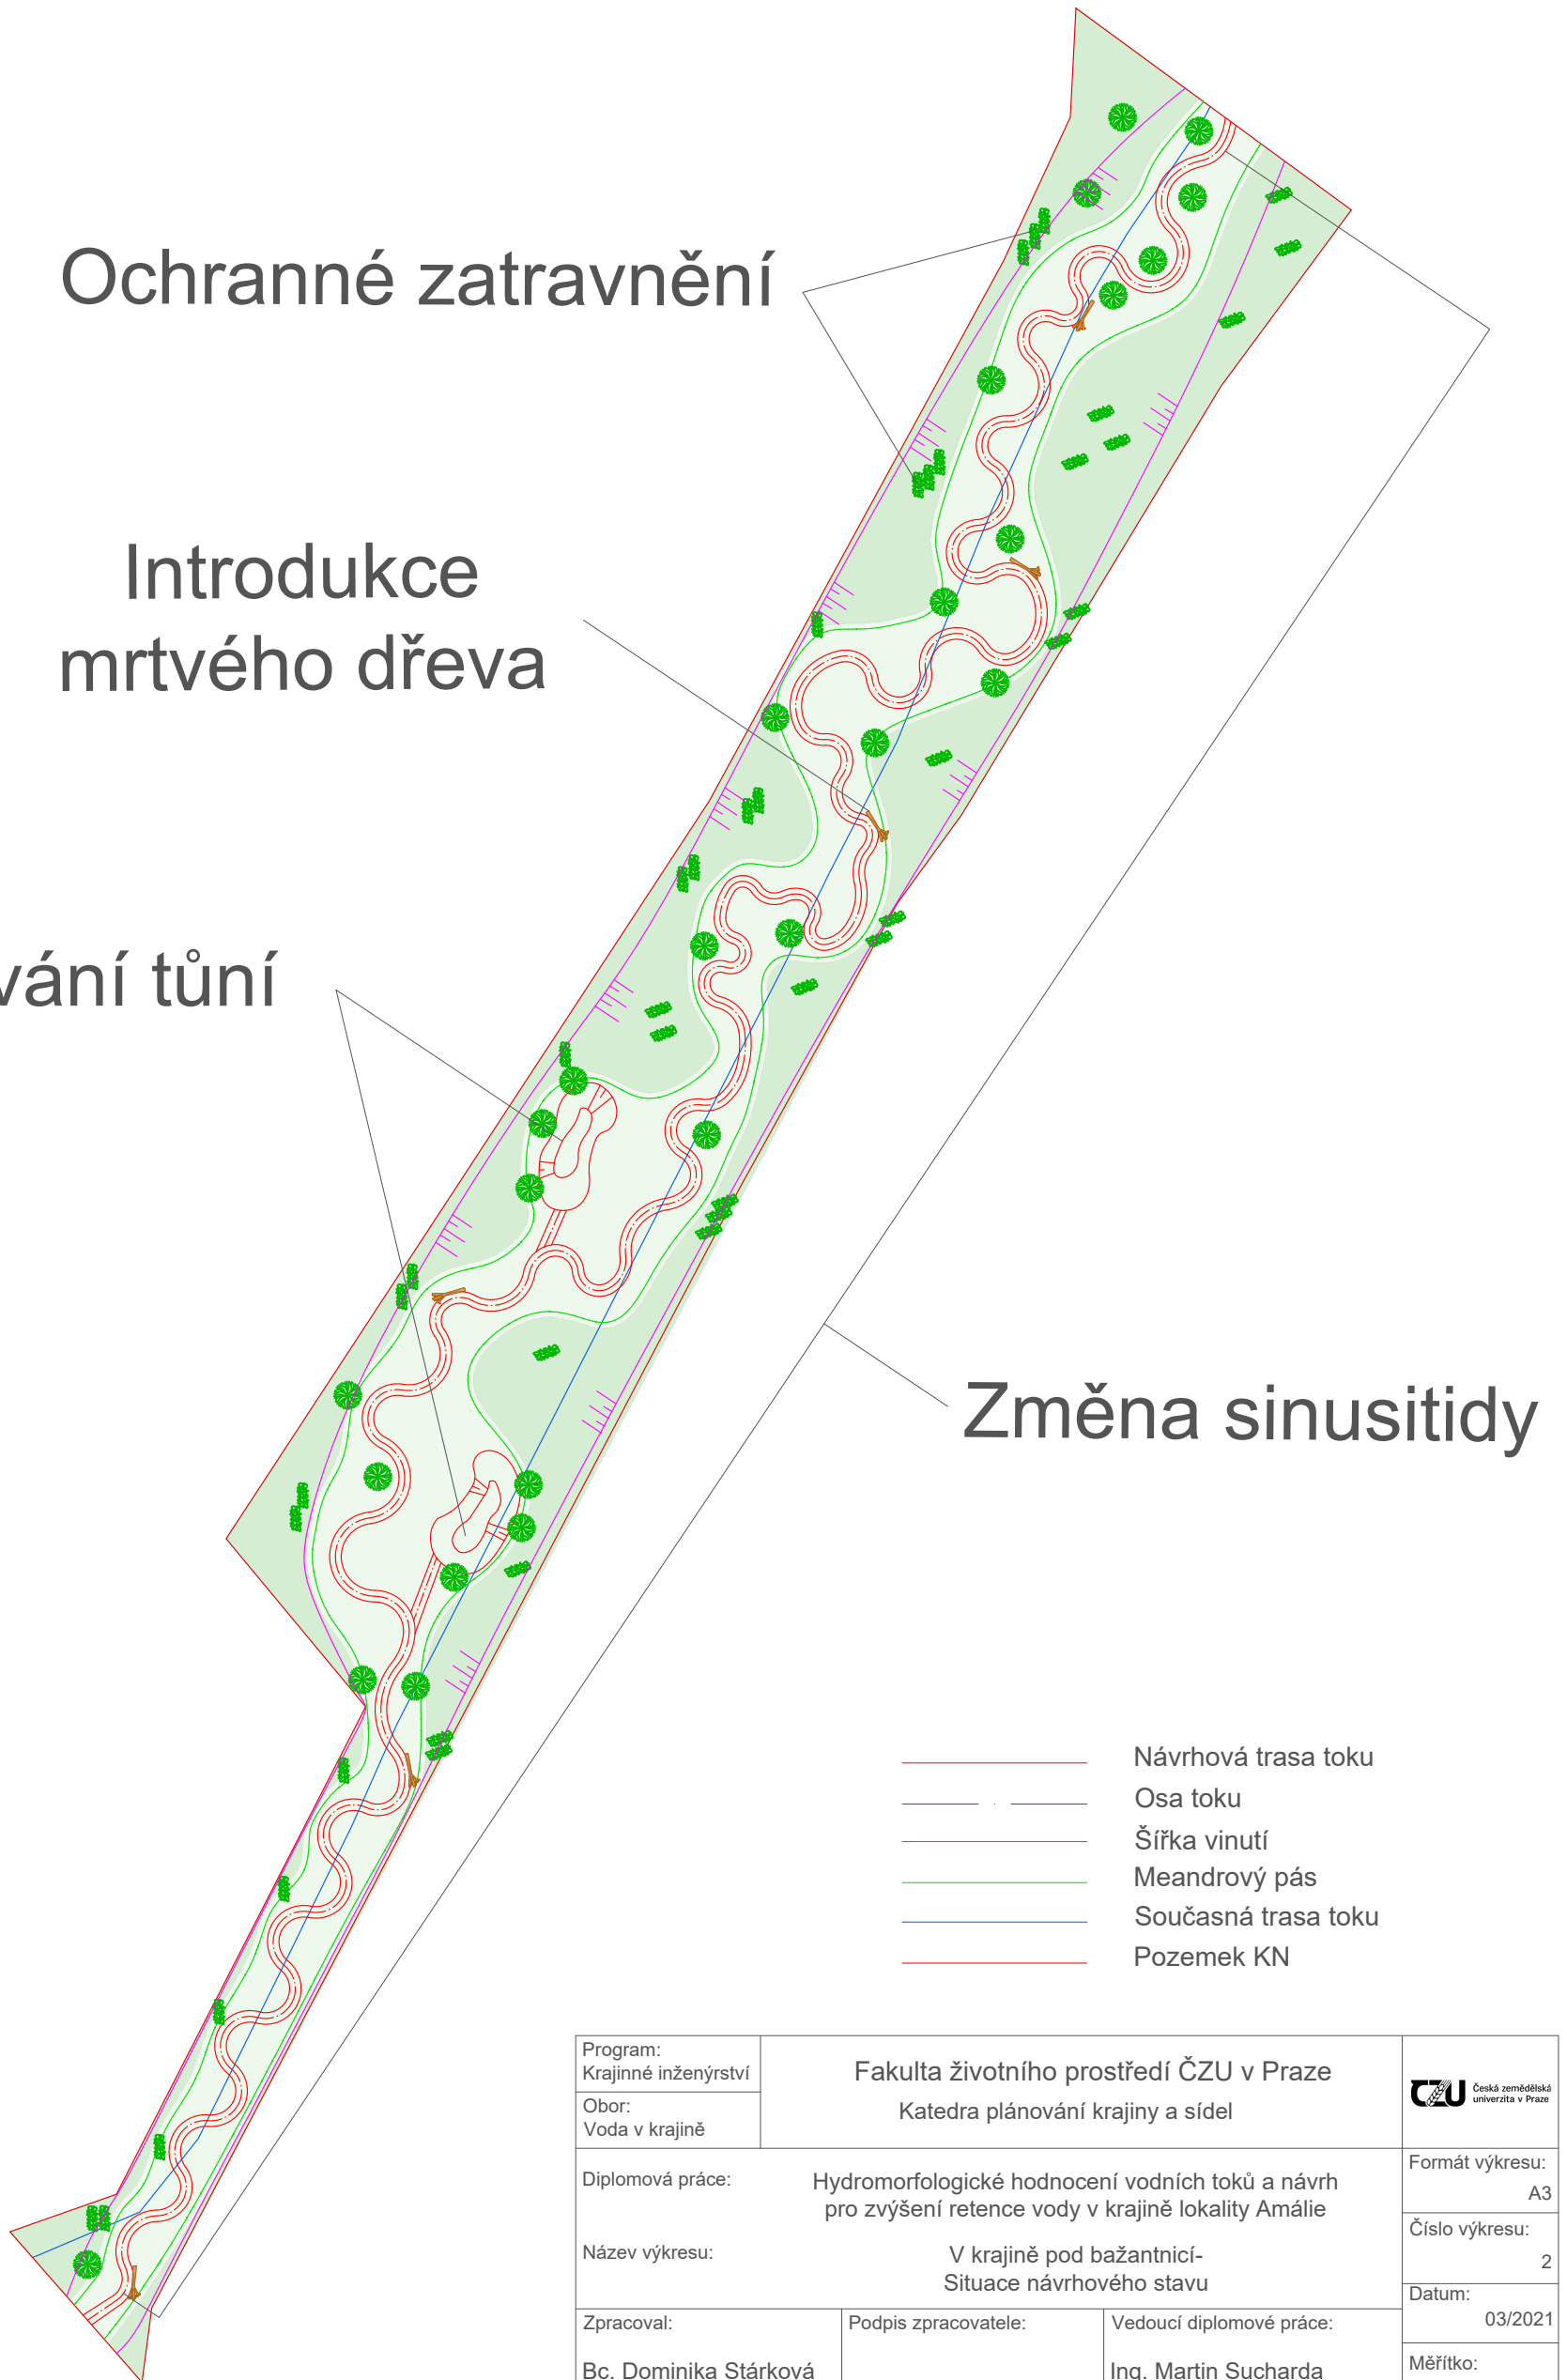 Ochranné zatravnění
Introdukce
mrtvého dřeva
vání tůní
Změna sinusitidy
Návrhová trasa toku
Osa toku
Šířka vinutí
Meandrový pás
Současná trasa toku
Pozemek KN
Program:
Krajinné inženýrství
Obor:
Voda v krajině
Fakulta životního prostředí ČZU v Praze
Katedra plánování krajiny a sídel
ČZU Česká zemědělská
univerzita v Praze
Diplomová práce:
Hydromorfologické hodnocení vodních toků a návrh
pro zvýšení retence vody v krajině lokality Amálie
Název výkresu:
V krajině pod bažantnicí-
Situace návrhového stavu
Formát výkresu:
A3
Číslo výkresu:
2
Datum:
03/2021
Měřítko:
Zpracoval:
Bc. Dominika Stárková
Podpis zpracovatele:
Vedoucí diplomové práce:
Ing. Martin Sucharda